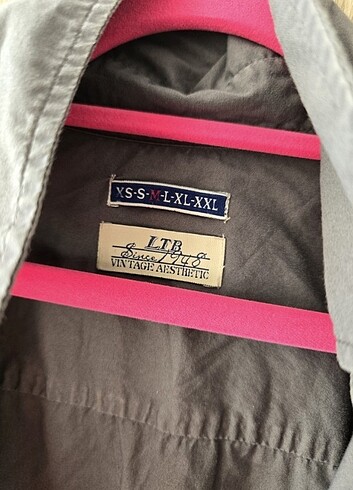 XS-S-M-L-XL-XXL
LTB
Since 1948
VINTAGE AESTHETIC